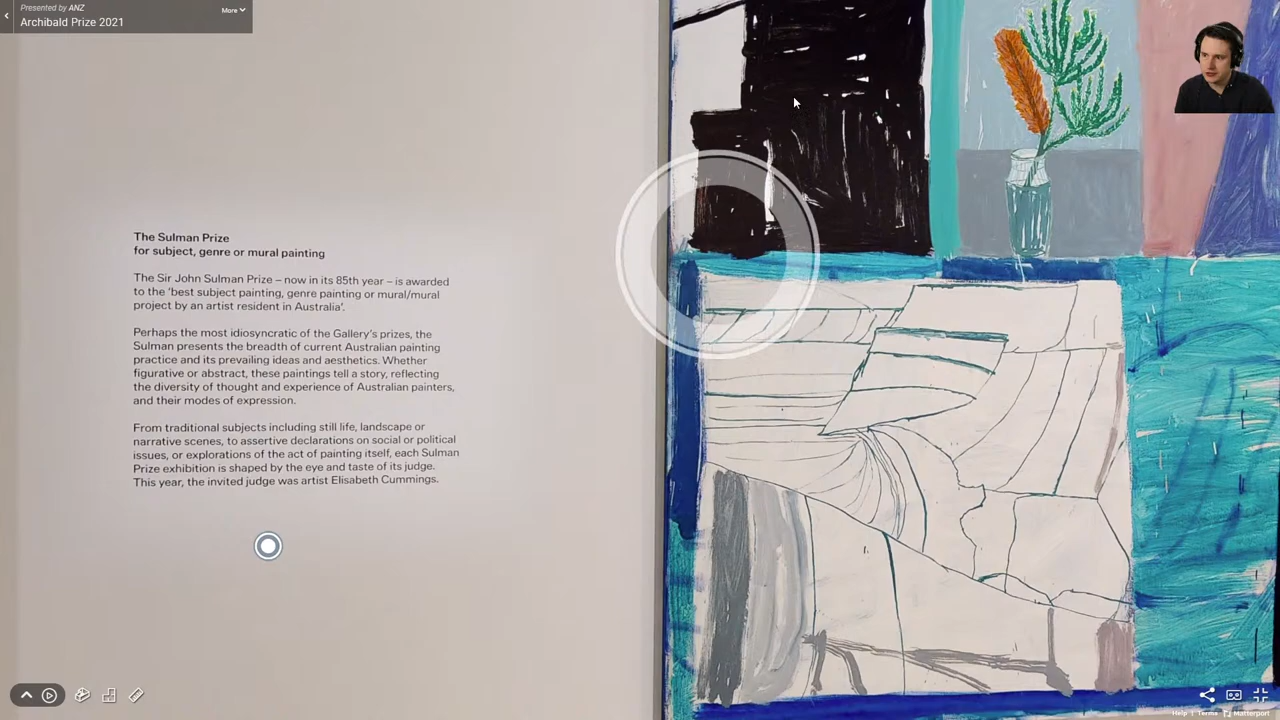 Presented by ANZ
Archibald Prize 2021
More
The Sulman Prize
for subject, genre or mural painting
The Sir John Sulman Prize – now in its 85th year – is awarded
to the ‘best subject painting, genre painting or mural/mural
project by an artist resident in Australia’.
Perhaps the most idiosyncratic of the Gallery’s prizes, the
Sulman presents the breadth of current Australian painting
practice and its prevailing ideas and aesthetics. Whether
figurative or abstract, these paintings tell a story, reflecting
the diversity of thought and experience of Australian painters,
and their modes of expression.
From traditional subjects including still life, landscape or
narrative scenes, to assertive declarations on social or political
issues, or explorations of the act of painting itself, each Sulman
Prize exhibition is shaped by the eye and taste of its judge.
This year, the invited judge was artist Elisabeth Cummings.
Help | Terms Matterport